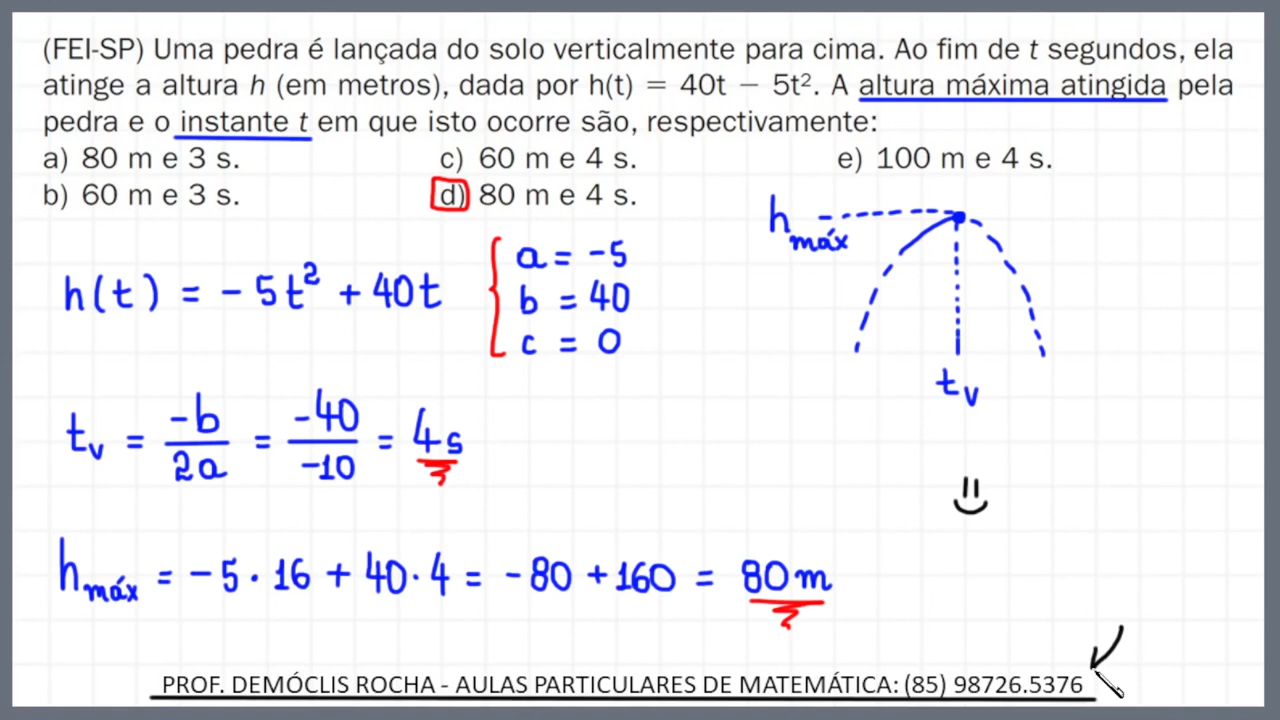 (FEI-SP) Uma pedra é lançada do solo verticalmente para cima. Ao fim de t segundos, ela
atinge a altura h (em metros), dada por h(t) = 40t − 5t². A altura máxima atingida pela
pedra e o instante t em que isto ocorre são, respectivamente:
a) 80 m e 3 s. c) 60 m e 4 s. e) 100 m e 4 s.
b) 60 m e 3 s. d) 80 m e 4 s.
h máx
h(t) = -5t² + 40t
a = -5
b = 40
c = 0
tv
tv = -b/2a = -40/-10 = 4s
hmáx = -5·16 + 40·4 = -80 + 160 = 80m
PROF. DEMÓCLIS ROCHA - AULAS PARTICULARES DE MATEMÁTICA: (85) 98726.5376